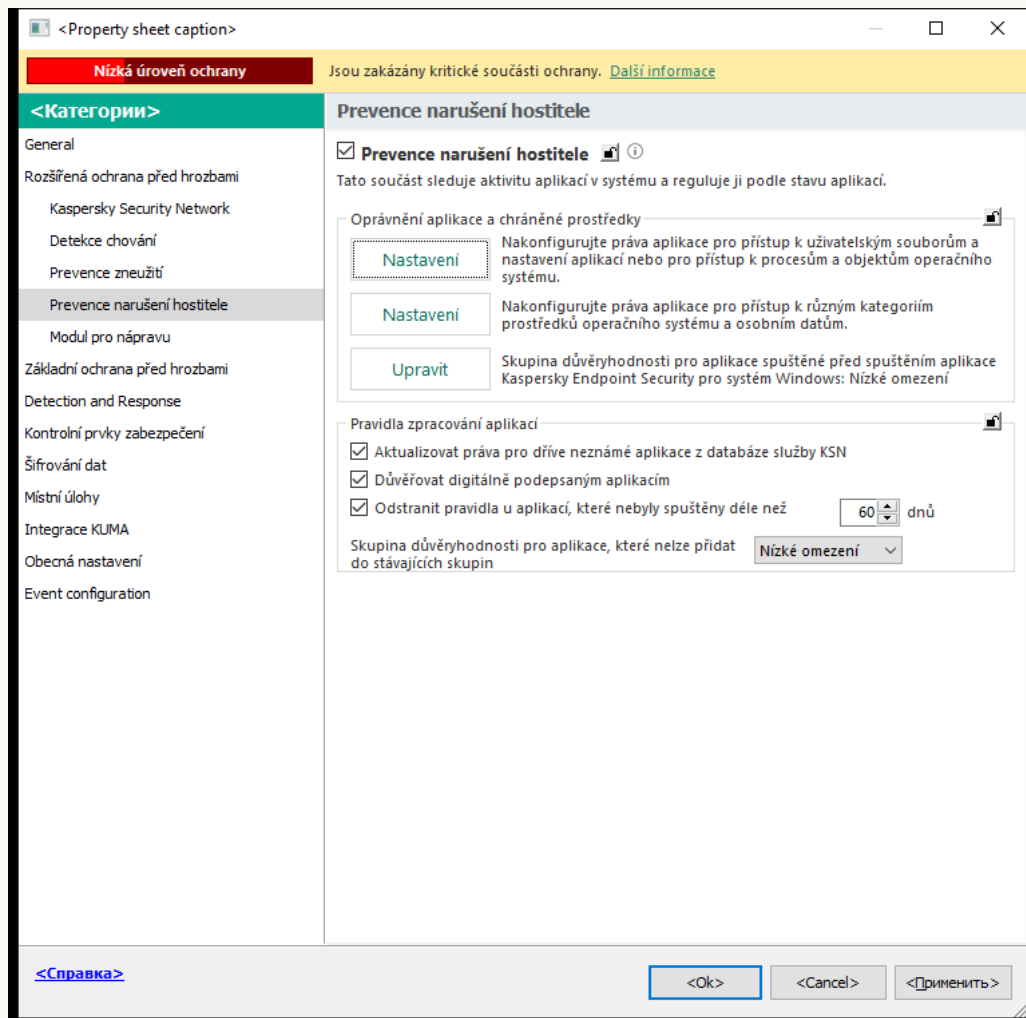 <Property sheet caption>
Nízká úroveň ochrany
Jsou zakázány kritické součásti ochrany. Další informace
<Категории>
General
Rozšířená ochrana před hrozbami
Kaspersky Security Network
Detekce chování
Prevence zneužití
Prevence narušení hostitele
Modul pro nápravu
Základní ochrana před hrozbami
Detection and Response
Kontrolní prvky zabezpečení
Šifrování dat
Místní úlohy
Integrace KUMA
Obecná nastavení
Event configuration
Prevence narušení hostitele
Prevence narušení hostitele
Tato součást sleduje aktivitu aplikací v systému a reguluje ji podle stavu aplikací.
Oprávnění aplikace a chráněné prostředky
Nastavení
Nakonfigurujte práva aplikace pro přístup k uživatelským souborům a
nastavení aplikací nebo pro přístup k procesům a objektům operačního
systému.
Nastavení
Nakonfigurujte práva aplikace pro přístup k různým kategoriím
prostředků operačního systému a osobním datům.
Upravit
Skupina důvěryhodnosti pro aplikace spuštěné před spuštěním aplikace
Kaspersky Endpoint Security pro systém Windows: Nízké omezení
Pravidla zpracování aplikací
Aktualizovat práva pro dříve neznámé aplikace z databáze služby KSN
Důvěřovat digitálně podepsaným aplikacím
Odstranit pravidla u aplikací, které nebyly spuštěny déle než 60 dnů
Skupina důvěryhodnosti pro aplikace, které nelze přidat
do stávajících skupin
Nízké omezení
<Справка>
<Ok>
<Cancel>
<Применить>